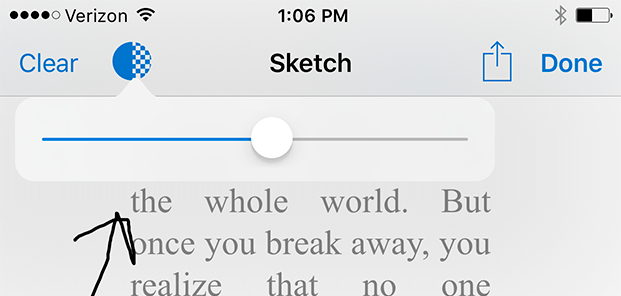 Verizon 1:06 PM
Clear Sketch Done
the whole world. But
once you break away, you
realize that no one